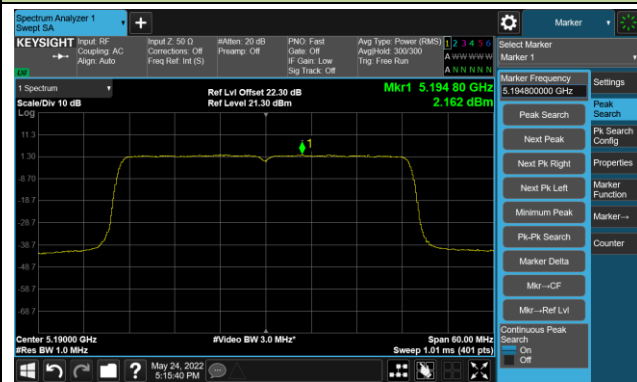 Spectrum Analyzer 1
Swept SA
+
Marker
KEYSIGHT
Input: RF
Coupling: AC
Align: Auto
Input Z: 50 Ω
Corrections: Off
Freq Ref: Int (S)
#Atten: 20 dB
Preamp: Off
PNO: Fast
Gate: Off
IF Gain: Low
Sig Track: Off
Avg Type: Power (RMS)
Avg|Hold: 300/300
Trig: Free Run
1 2 3 4 5 6
A W W W W W
A N N N N N
LXI
Select Marker
Marker 1
1 Spectrum
Scale/Div 10 dB
Log
Ref Lvl Offset 22.30 dB
Ref Level 21.30 dBm
Mkr1 5.194 80 GHz
2.162 dBm
11.3
1.30
-8.70
-18.7
-28.7
-38.7
-48.7
-58.7
-68.7
1
Center 5.19000 GHz
#Res BW 1.0 MHz
#Video BW 3.0 MHz*
Span 60.00 MHz
Sweep 1.01 ms (401 pts)
Marker Frequency
5.194800000 GHz
Peak Search
Next Peak
Next Pk Right
Next Pk Left
Minimum Peak
Pk-Pk Search
Marker Delta
Mkr→CF
Mkr→Ref Lvl
Continuous Peak
Search
On
Off
Settings
Peak
Search
Pk Search
Config
Properties
Marker
Function
Marker→
Counter
?
May 24, 2022
5:15:40 PM